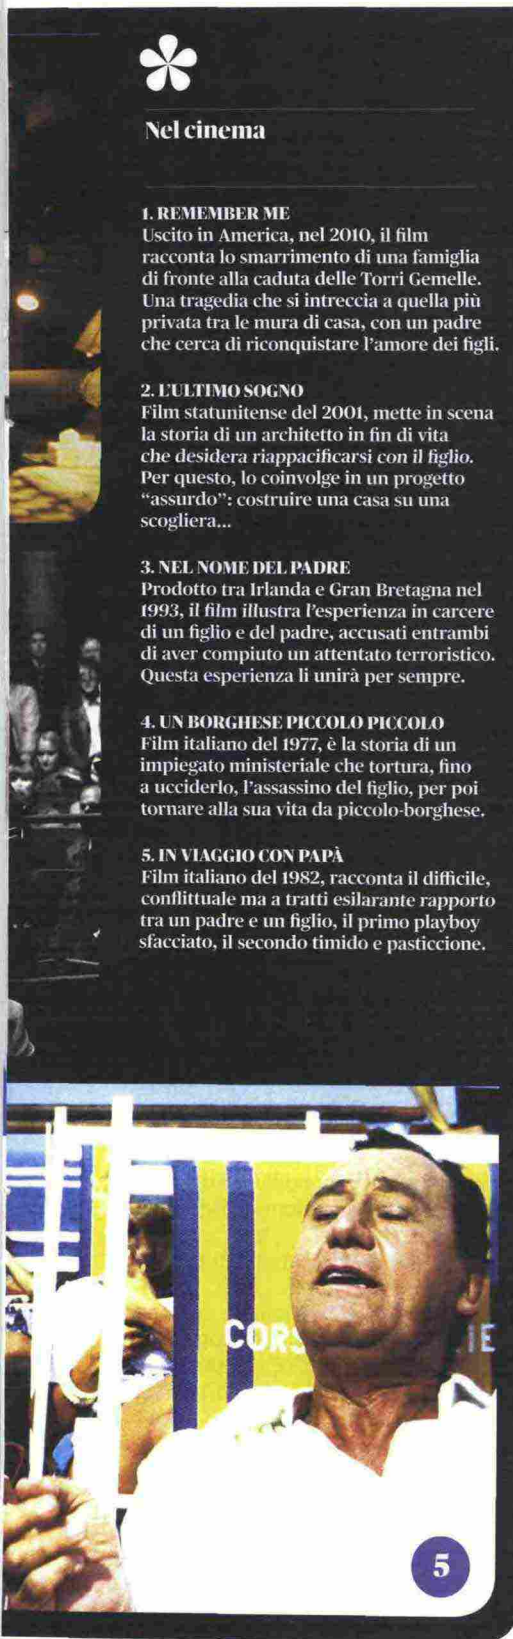 Nel cinema
1. REMEMBER ME
Uscito in America, nel 2010, il film
racconta lo smarrimento di una famiglia
di fronte alla caduta delle Torri Gemelle.
Una tragedia che si intreccia a quella più
privata tra le mura di casa, con un padre
che cerca di riconquistare l'amore dei figli.
2. L'ULTIMO SOGNO
Film statunitense del 2001, mette in scena
la storia di un architetto in fin di vita
che desidera riappacificarsi con il figlio.
Per questo, lo coinvolge in un progetto
“assurdo”: costruire una casa su una
scogliera...
3. NEL NOME DEL PADRE
Prodotto tra Irlanda e Gran Bretagna nel
1993, il film illustra l'esperienza in carcere
di un figlio e del padre, accusati entrambi
di aver compiuto un attentato terroristico.
Questa esperienza li unirà per sempre.
4. UN BORGHESE PICCOLO PICCOLO
Film italiano del 1977, è la storia di un
impiegato ministeriale che tortura, fino
a ucciderlo, l'assassino del figlio, per poi
tornare alla sua vita da piccolo-borghese.
5. IN VIAGGIO CON PAPÀ
Film italiano del 1982, racconta il difficile,
conflittuale ma a tratti esilarante rapporto
tra un padre e un figlio, il primo playboy
sfacciato, il secondo timido e pasticcione.
5